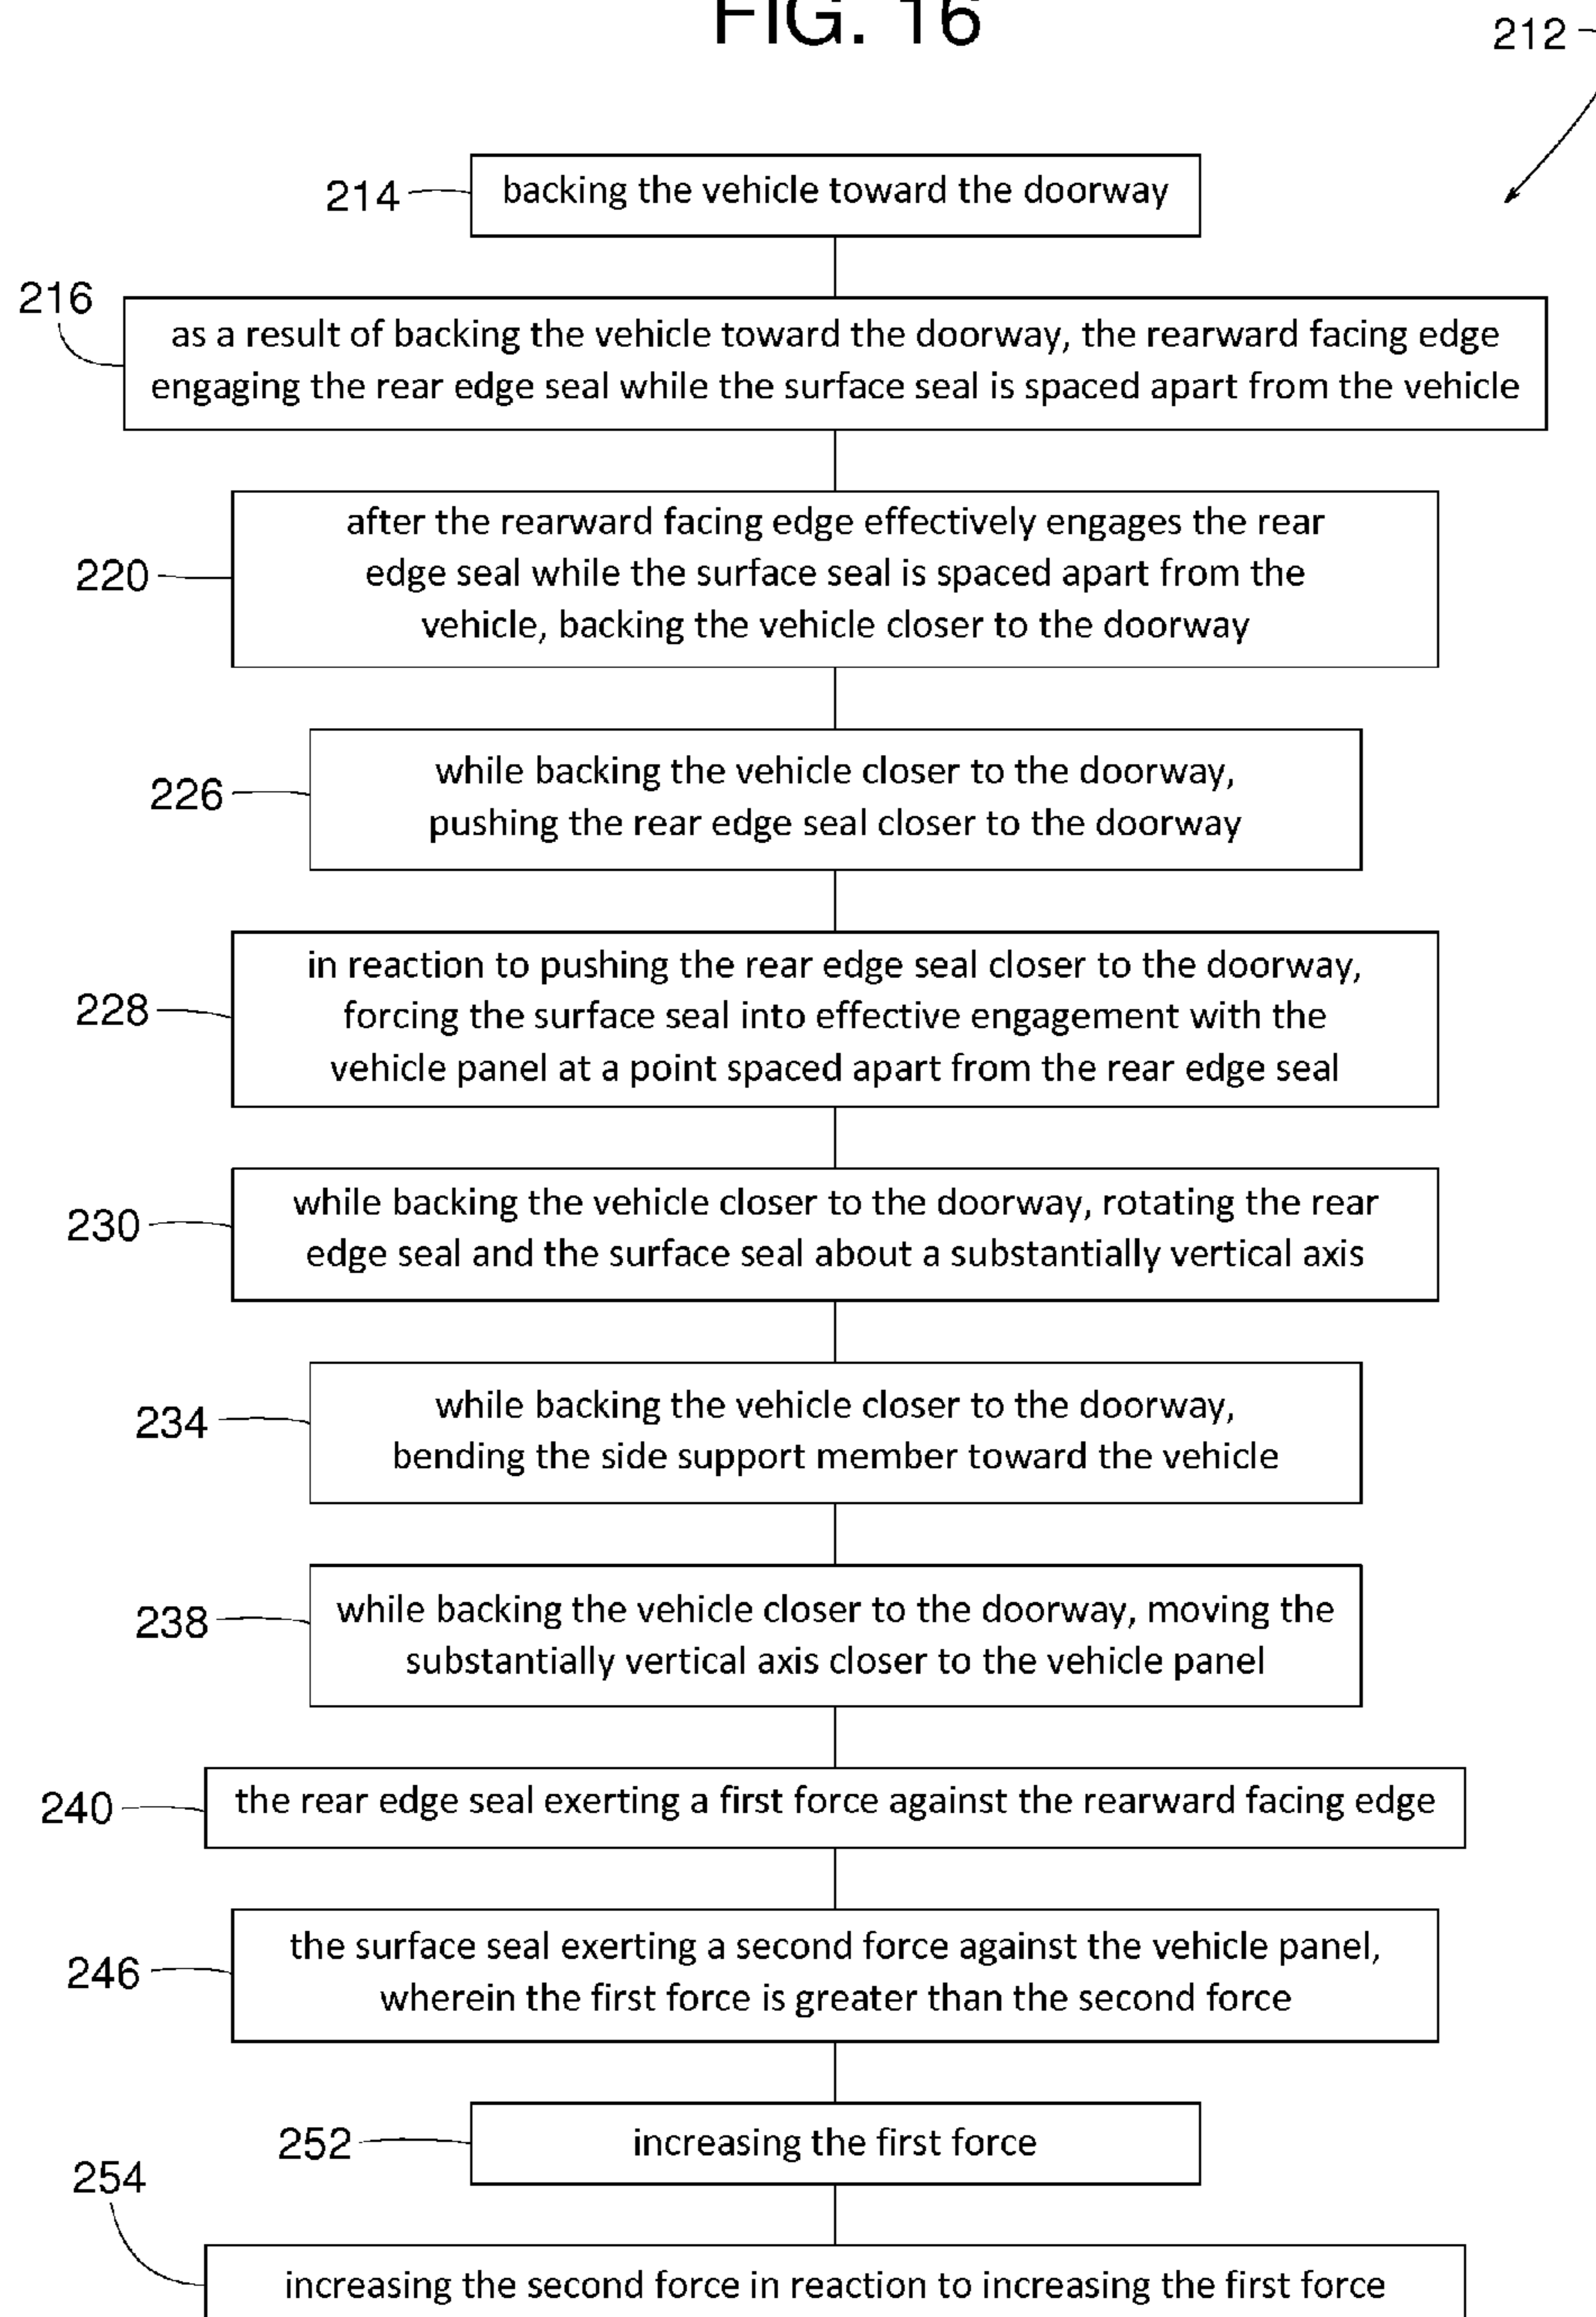 FIG. 16
212
214
backing the vehicle toward the doorway
216
as a result of backing the vehicle toward the doorway, the rearward facing edge
engaging the rear edge seal while the surface seal is spaced apart from the vehicle
220
after the rearward facing edge effectively engages the rear
edge seal while the surface seal is spaced apart from the
vehicle, backing the vehicle closer to the doorway
226
while backing the vehicle closer to the doorway,
pushing the rear edge seal closer to the doorway
228
in reaction to pushing the rear edge seal closer to the doorway,
forcing the surface seal into effective engagement with the
vehicle panel at a point spaced apart from the rear edge seal
230
while backing the vehicle closer to the doorway, rotating the rear
edge seal and the surface seal about a substantially vertical axis
234
while backing the vehicle closer to the doorway,
bending the side support member toward the vehicle
238
while backing the vehicle closer to the doorway, moving the
substantially vertical axis closer to the vehicle panel
240
the rear edge seal exerting a first force against the rearward facing edge
246
the surface seal exerting a second force against the vehicle panel,
wherein the first force is greater than the second force
252
increasing the first force
254
increasing the second force in reaction to increasing the first force